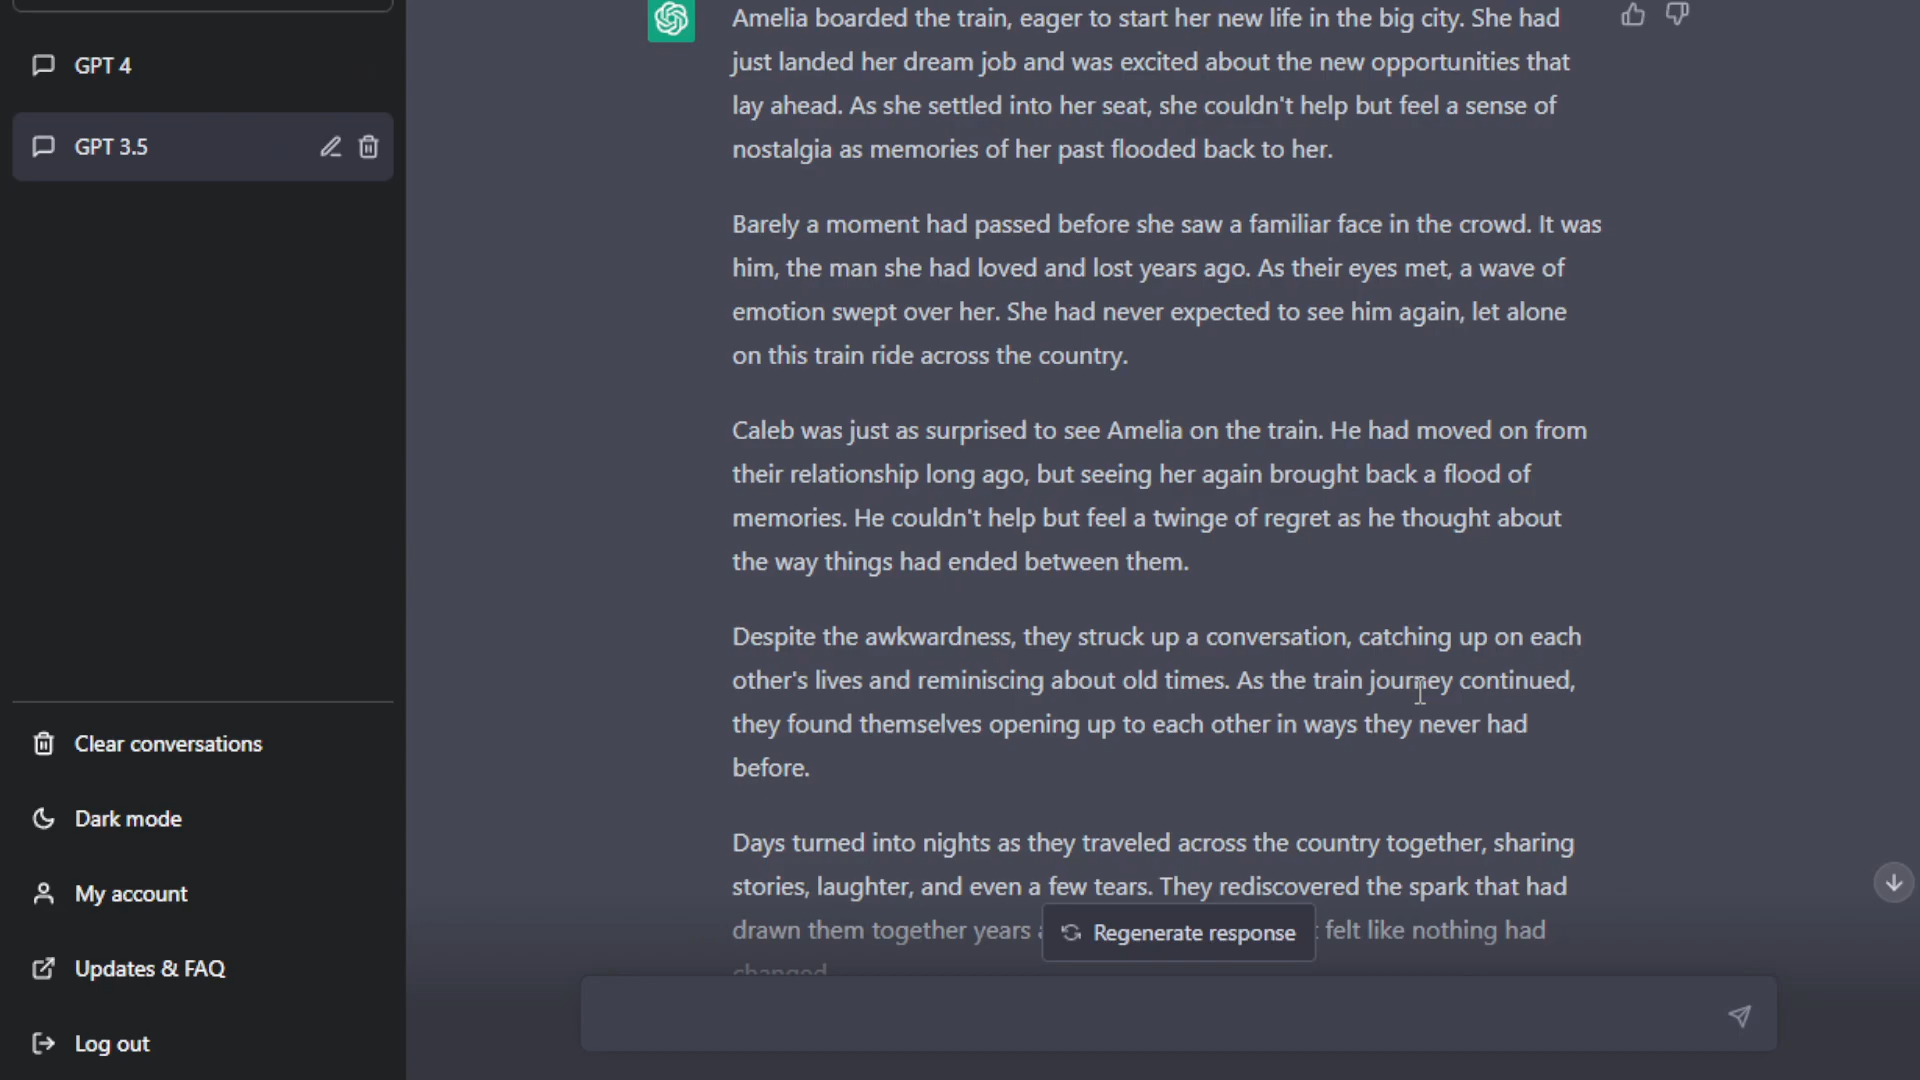 GPT 4
GPT 3.5
Clear conversations
Dark mode
My account
Updates & FAQ
Log out
Amelia boarded the train, eager to start her new life in the big city. She had
just landed her dream job and was excited about the new opportunities that
lay ahead. As she settled into her seat, she couldn't help but feel a sense of
nostalgia as memories of her past flooded back to her.
Barely a moment had passed before she saw a familiar face in the crowd. It was
him, the man she had loved and lost years ago. As their eyes met, a wave of
emotion swept over her. She had never expected to see him again, let alone
on this train ride across the country.
Caleb was just as surprised to see Amelia on the train. He had moved on from
their relationship long ago, but seeing her again brought back a flood of
memories. He couldn't help but feel a twinge of regret as he thought about
the way things had ended between them.
Despite the awkwardness, they struck up a conversation, catching up on each
other's lives and reminiscing about old times. As the train journey continued,
they found themselves opening up to each other in ways they never had
before.
Days turned into nights as they traveled across the country together, sharing
stories, laughter, and even a few tears. They rediscovered the spark that had
drawn them together years felt like nothing had
changed
Regenerate response